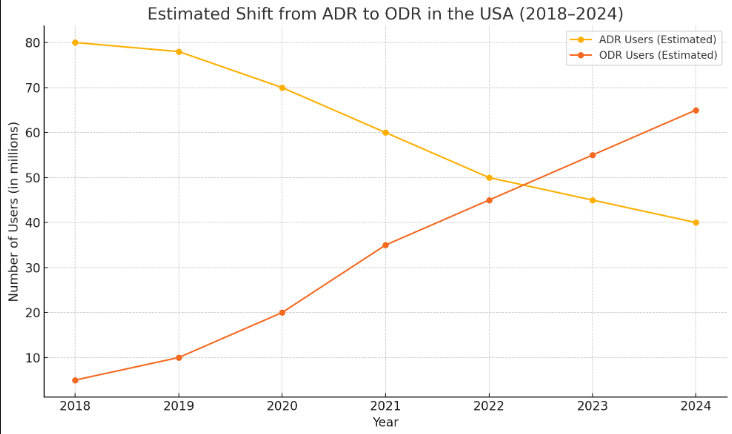 Estimated Shift from ADR to ODR in the USA (2018–2024)
ADR Users (Estimated)
ODR Users (Estimated)
Number of Users (in millions)
80
70
60
50
40
30
20
10
2018 2019 2020 2021 2022 2023 2024
Year